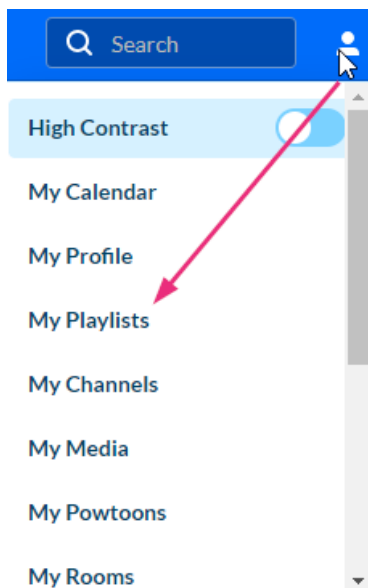 Search
High Contrast
My Calendar
My Profile
My Playlists
My Channels
My Media
My Powtoons
My Rooms